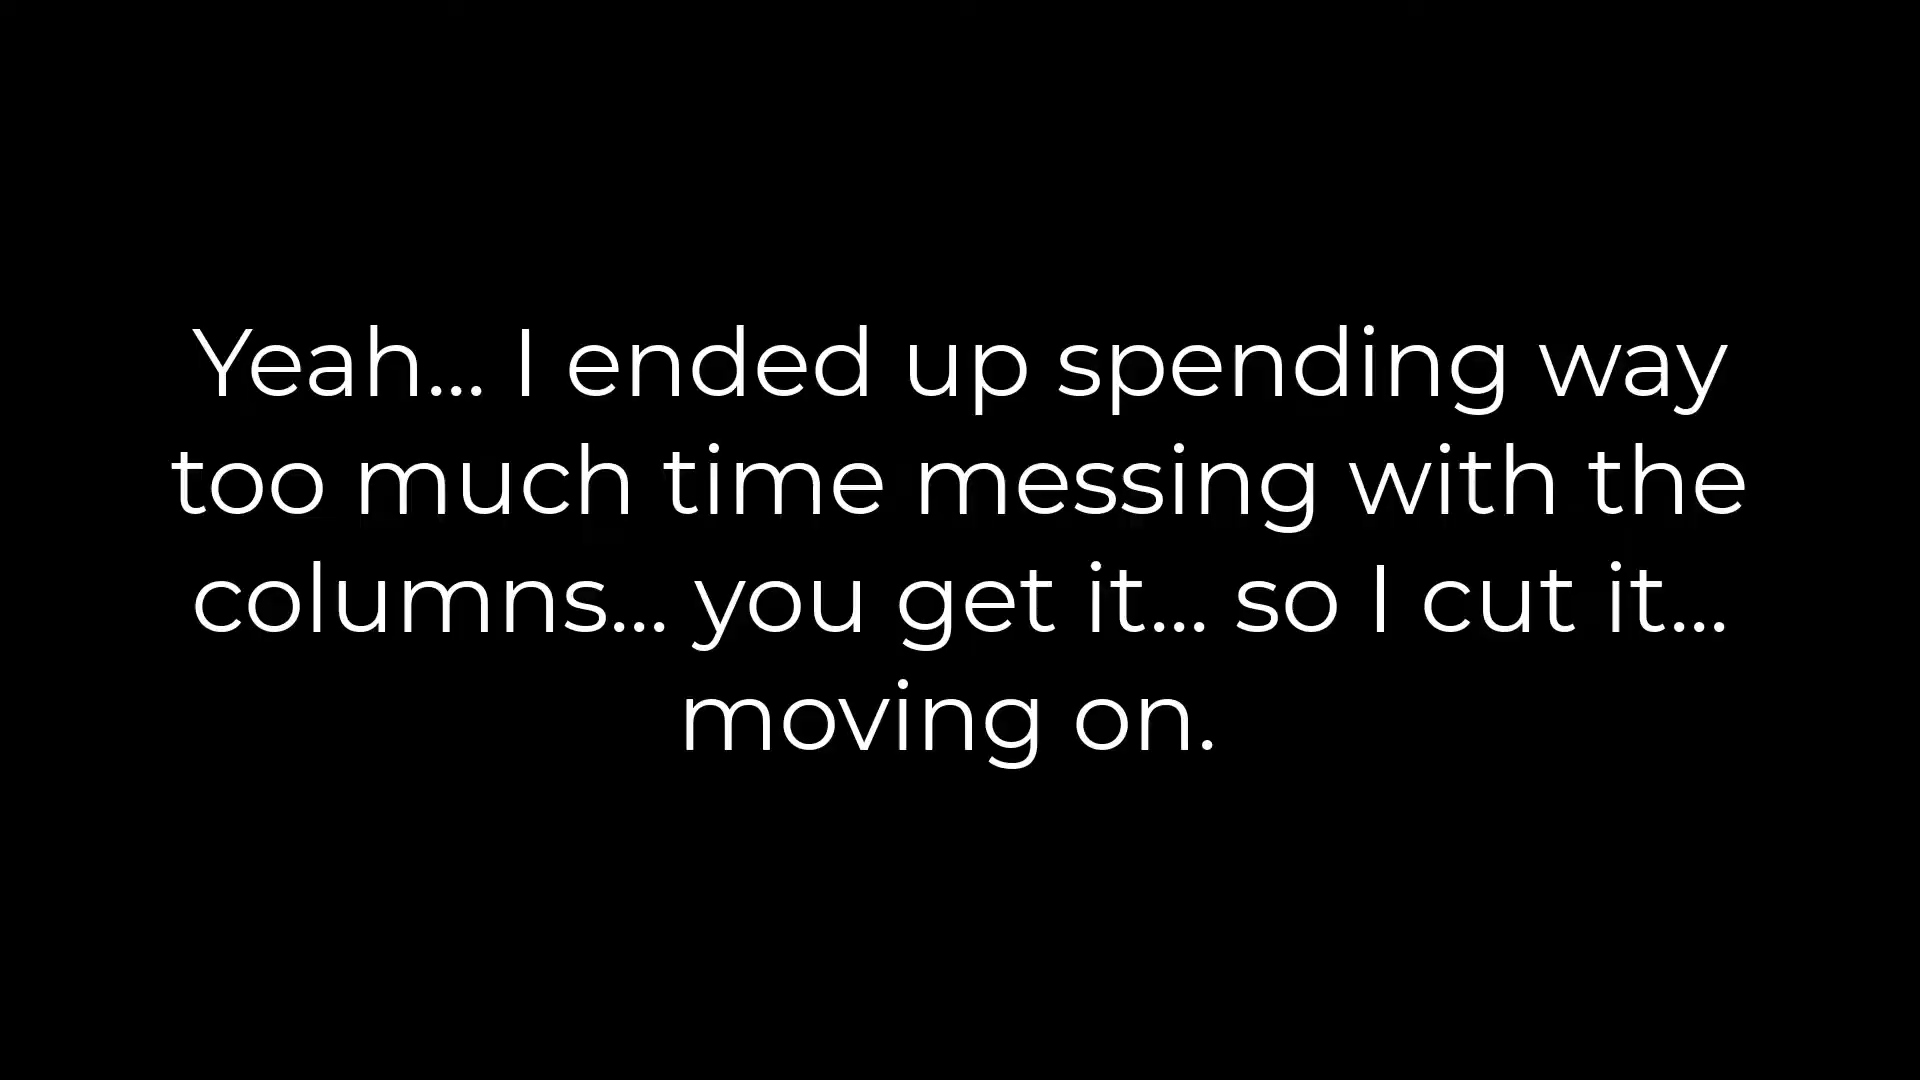 Yeah... I ended up spending way
too much time messing with the
columns... you get it... so I cut it...
moving on.